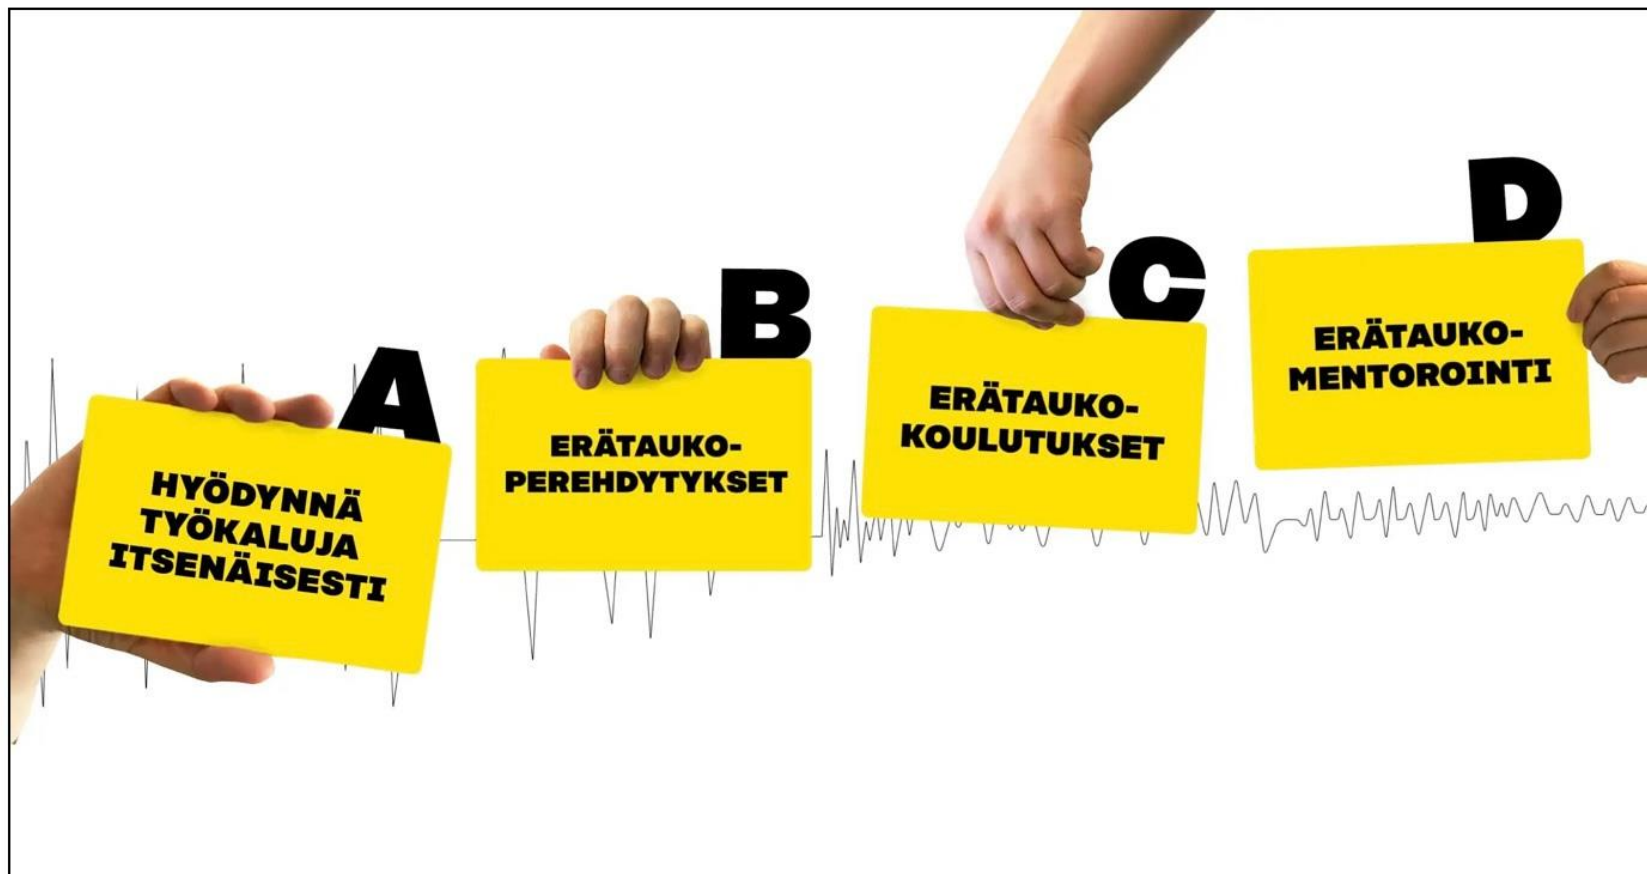 A
HYÖDYNNÄ
TYÖKALUJA
ITSENÄISESTI
B
ERÄTAUKO-
PEREHDYTYKSET
C
ERÄTAUKO-
KOULUTUKSET
D
ERÄTAUKO-
MENTOROINTI